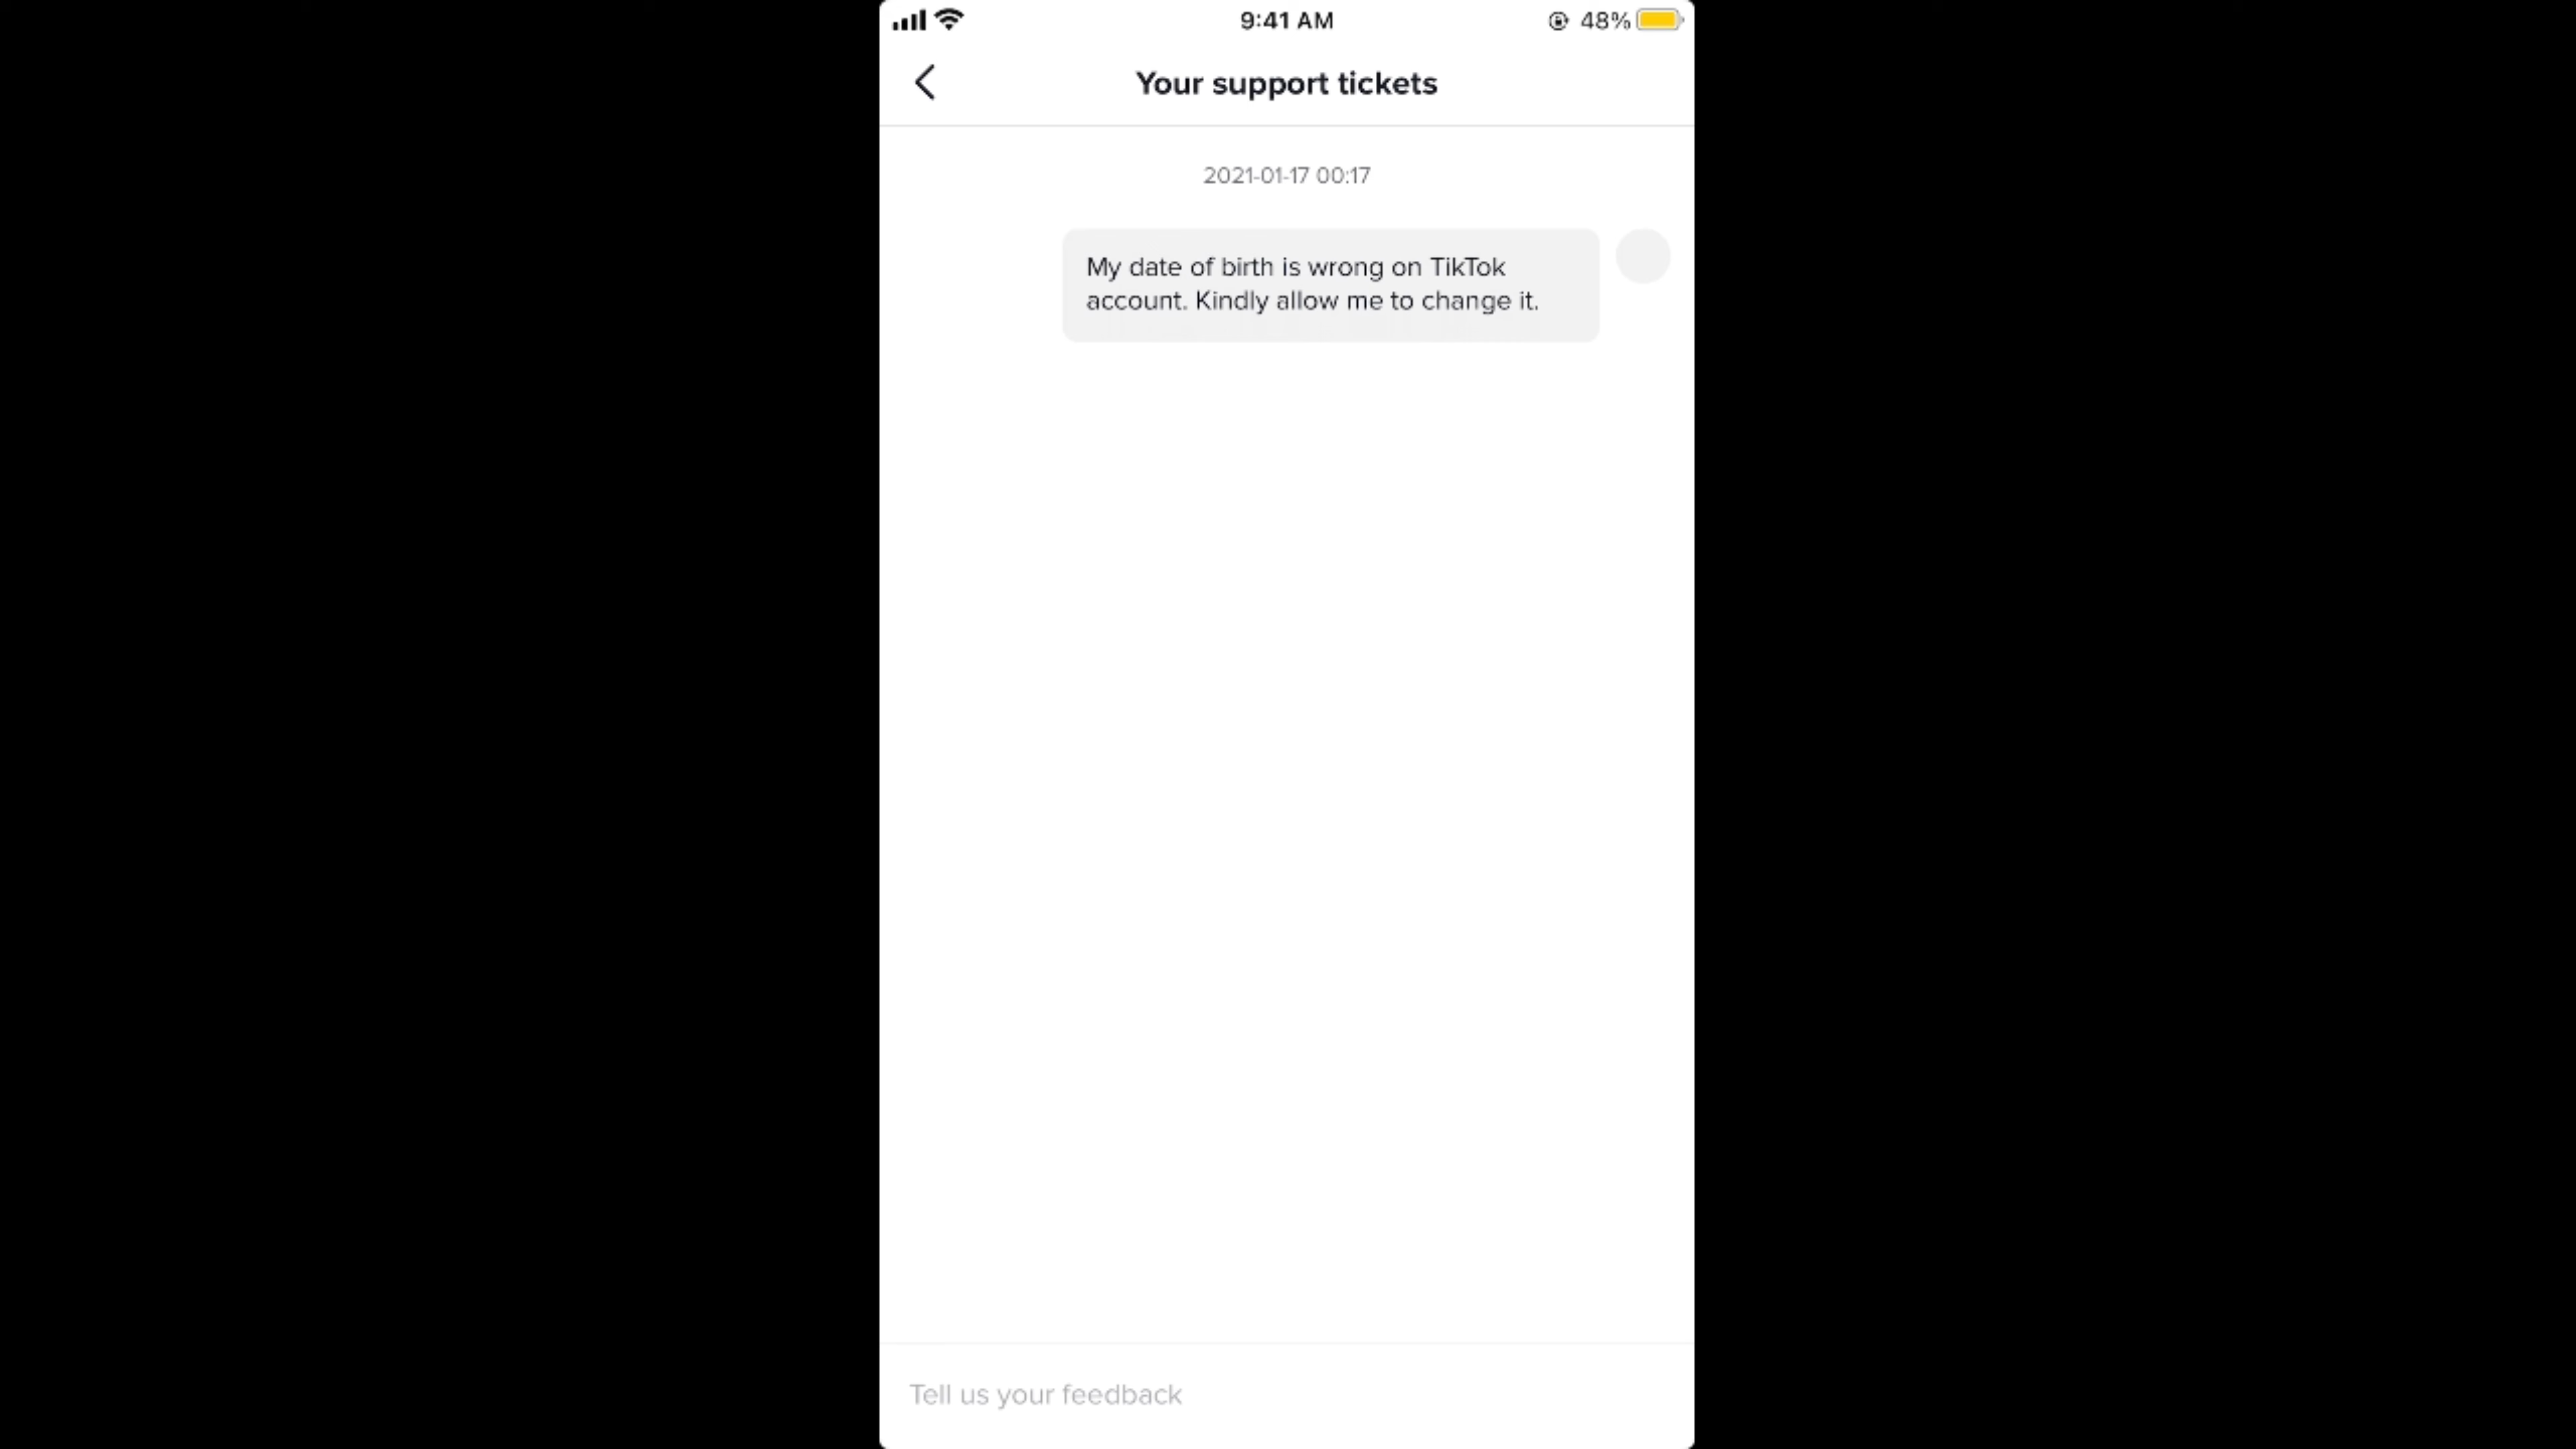 9:41 AM
48%
Your support tickets
2021-01-17 00:17
My date of birth is wrong on TikTok
account. Kindly allow me to change it.
Tell us your feedback